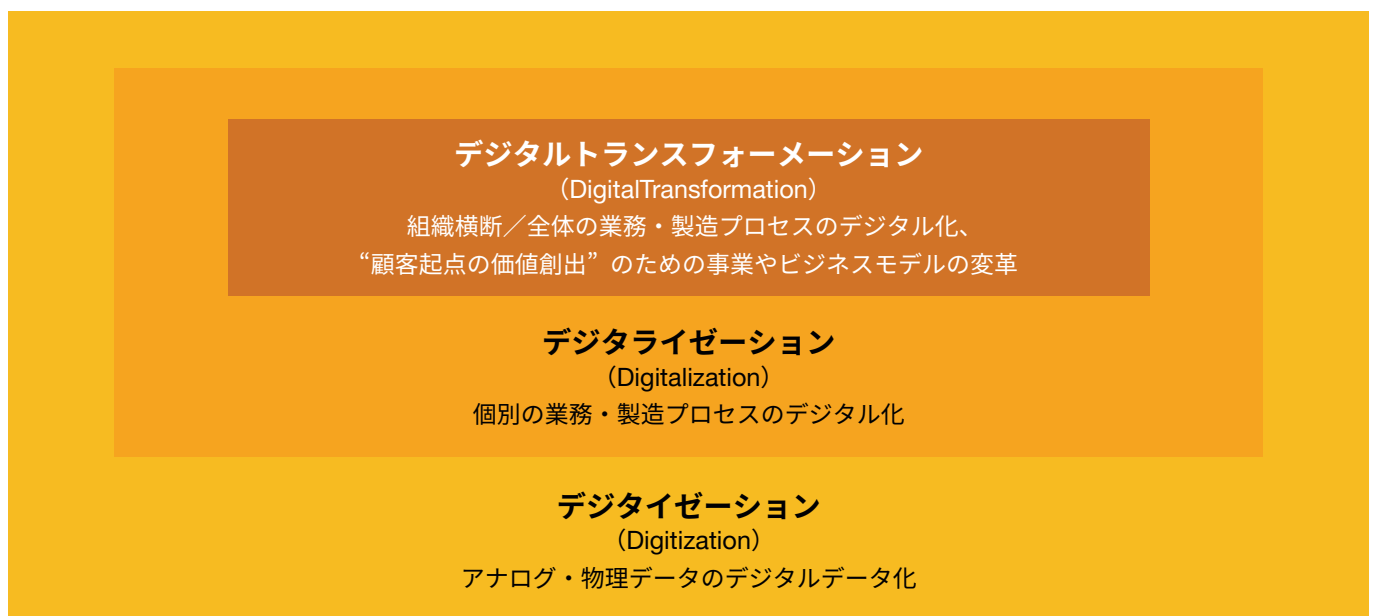 デジタルトランスフォーメーション
（DigitalTransformation）
組織横断／全体の業務・製造プロセスのデジタル化、
“顧客起点の価値創出”のための事業やビジネスモデルの変革
デジタライゼーション
（Digitalization）
個別の業務・製造プロセスのデジタル化
デジタイゼーション
（Digitization）
アナログ・物理データのデジタルデータ化